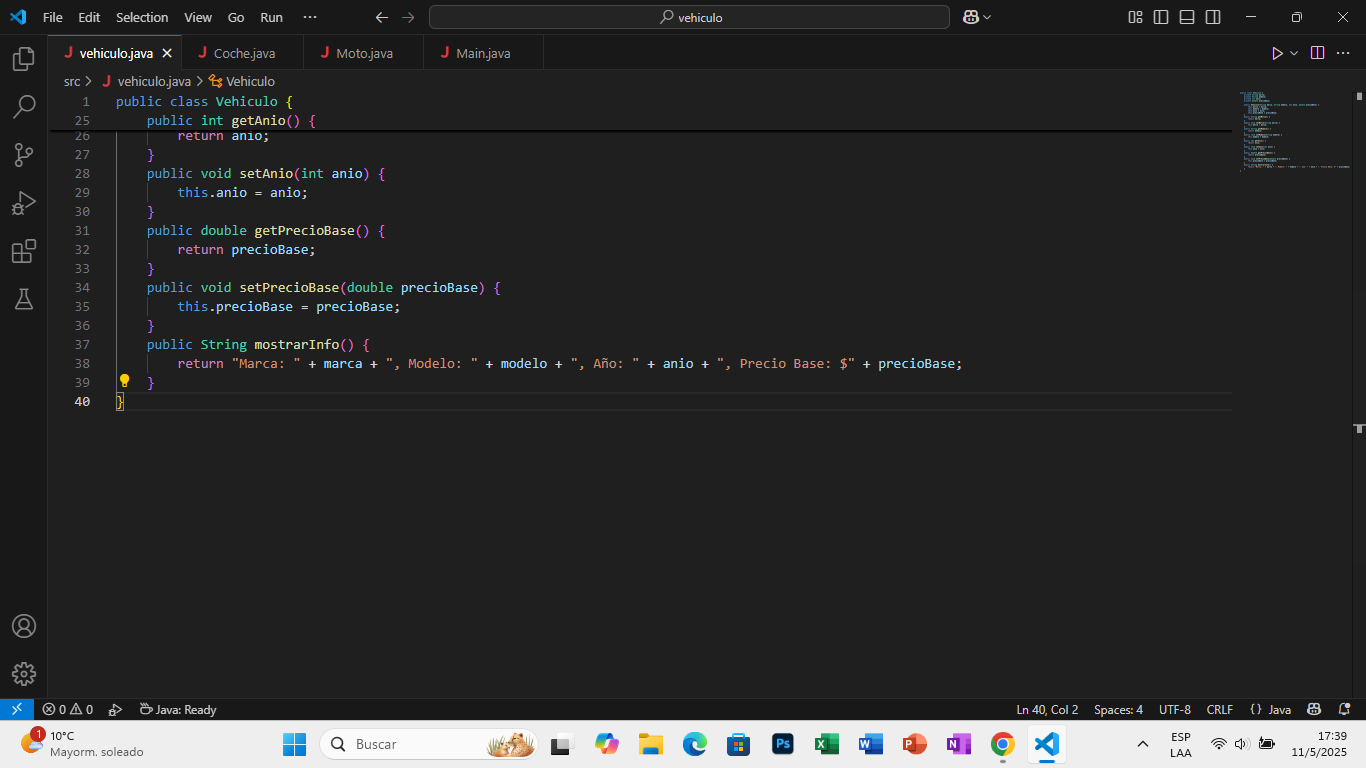 File Edit Selection View Go Run ··· vehiculo
vehiculo.java Coche.java Moto.java Main.java
src > vehiculo.java > Vehiculo
1 public class Vehiculo {
25 public int getAnio() {
26 return anio;
27 }
28 public void setAnio(int anio) {
29 this.anio = anio;
30 }
31 public double getPrecioBase() {
32 return precioBase;
33 }
34 public void setPrecioBase(double precioBase) {
35 this.precioBase = precioBase;
36 }
37 public String mostrarInfo() {
38 return "Marca: " + marca + ", Modelo: " + modelo + ", Año: " + anio + ", Precio Base: $" + precioBase;
39 }
40 }
0 0 Java: Ready Ln 40, Col 2 Spaces: 4 UTF-8 CRLF {} Java
1 10°C
Mayorm. soleado
Buscar
ESP
LAA
17:39
11/5/2025